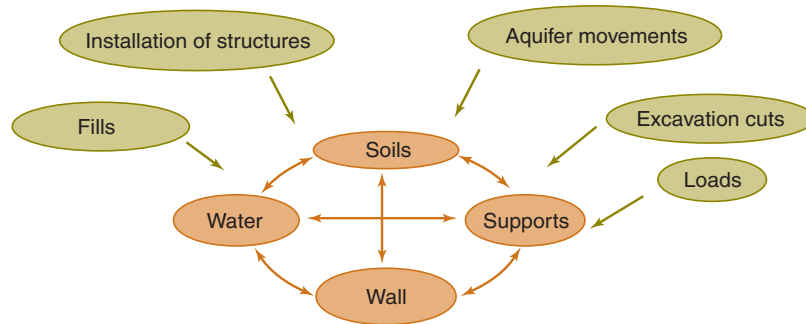 Installation of structures
Aquifer movements
Fills
Excavation cuts
Soils
Loads
Water
Supports
Wall